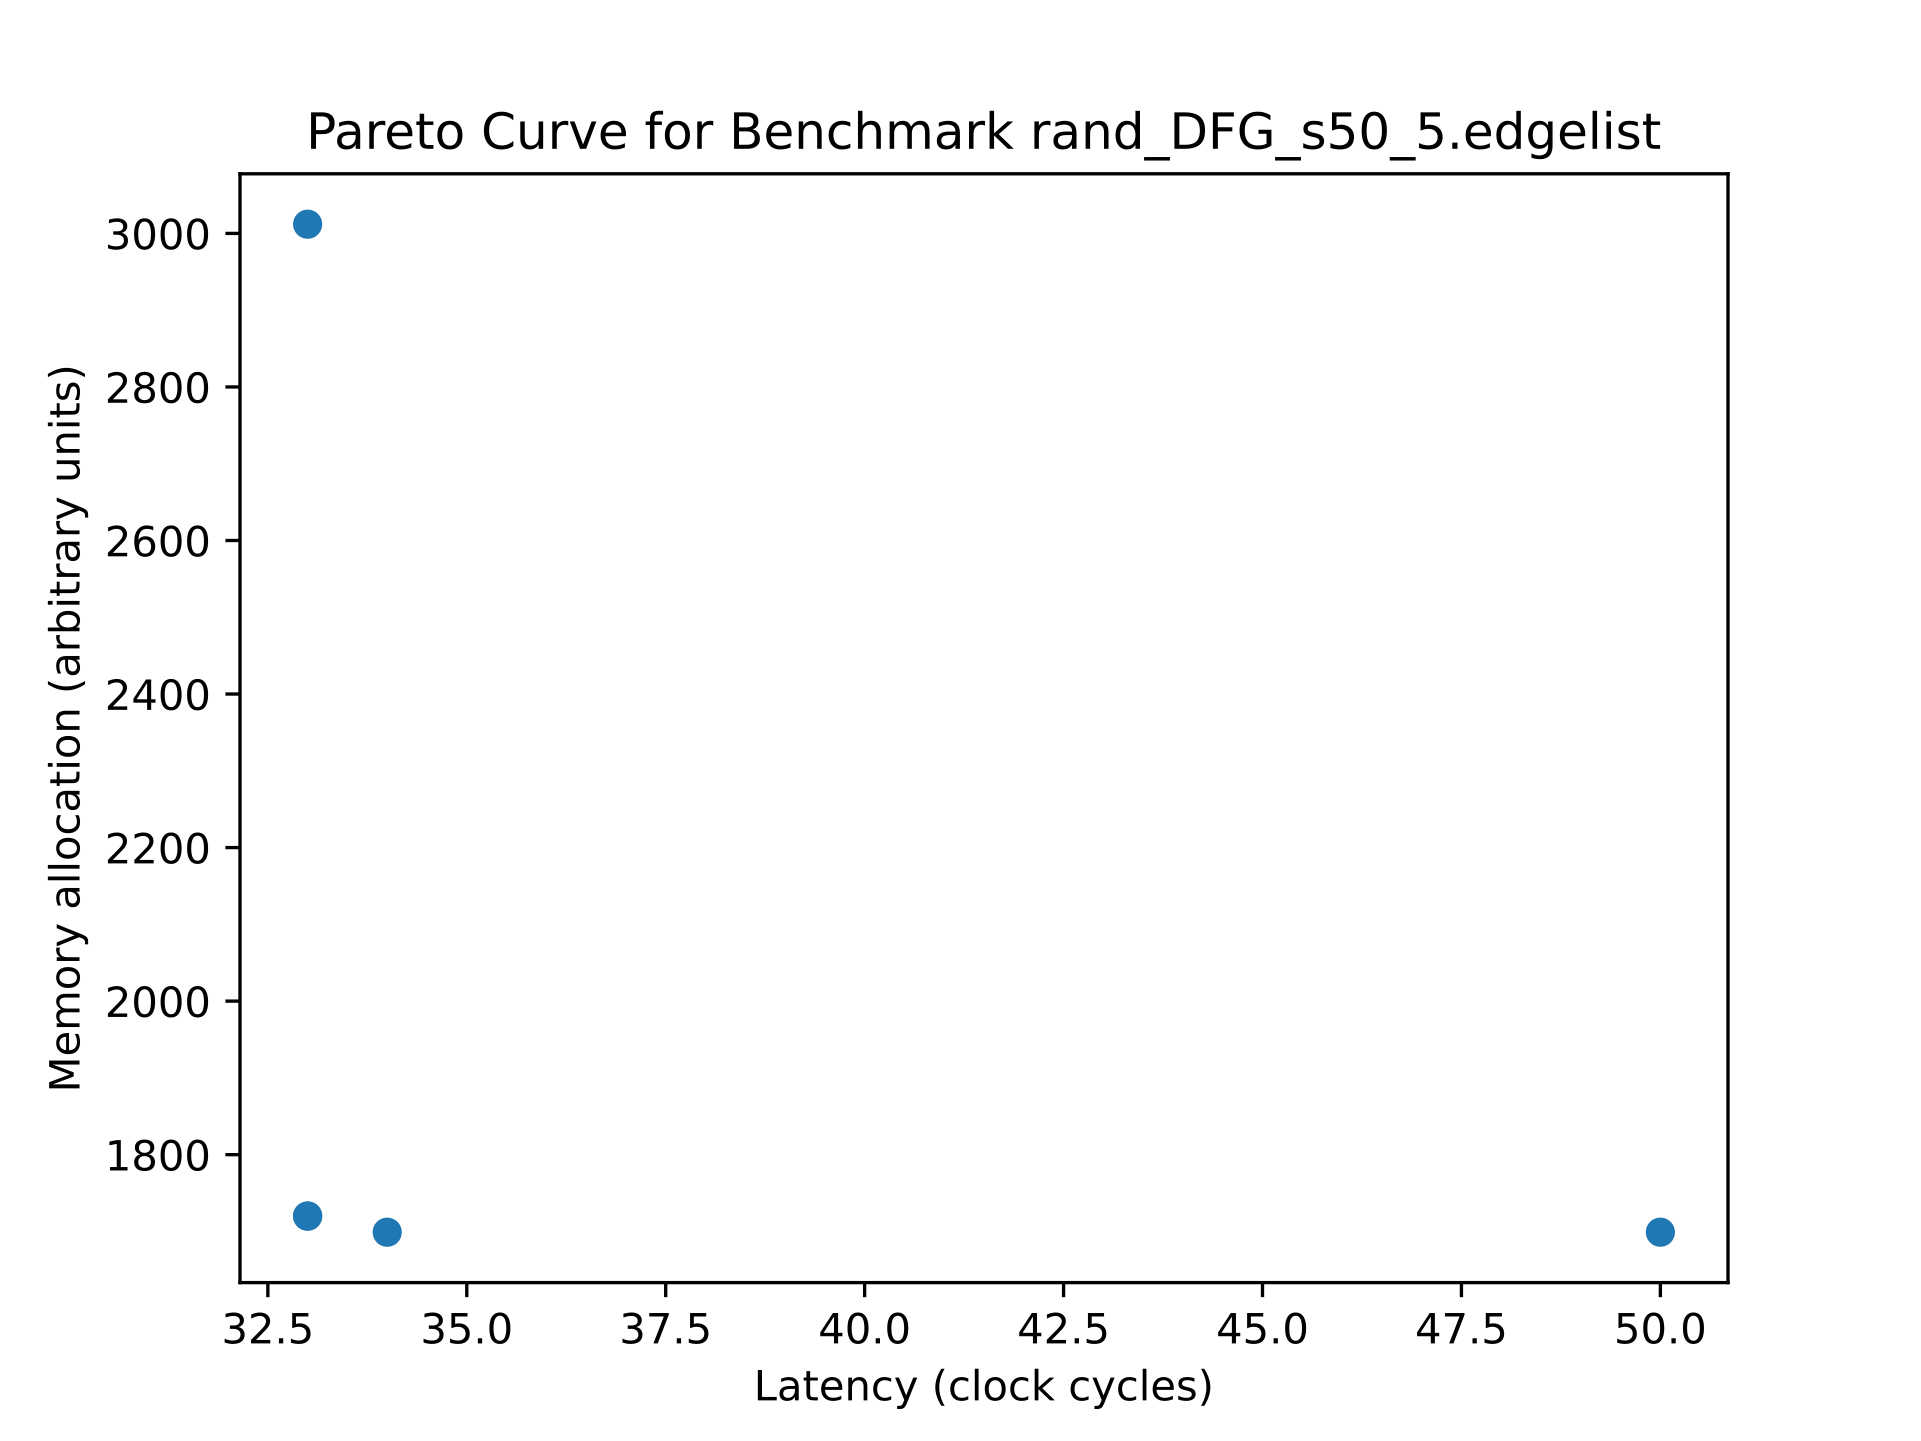 Pareto Curve for Benchmark rand_DFG_s50_5.edgelist
Memory allocation (arbitrary units)
3000
2800
2600
2400
2200
2000
1800
32.5 35.0 37.5 40.0 42.5 45.0 47.5 50.0
Latency (clock cycles)